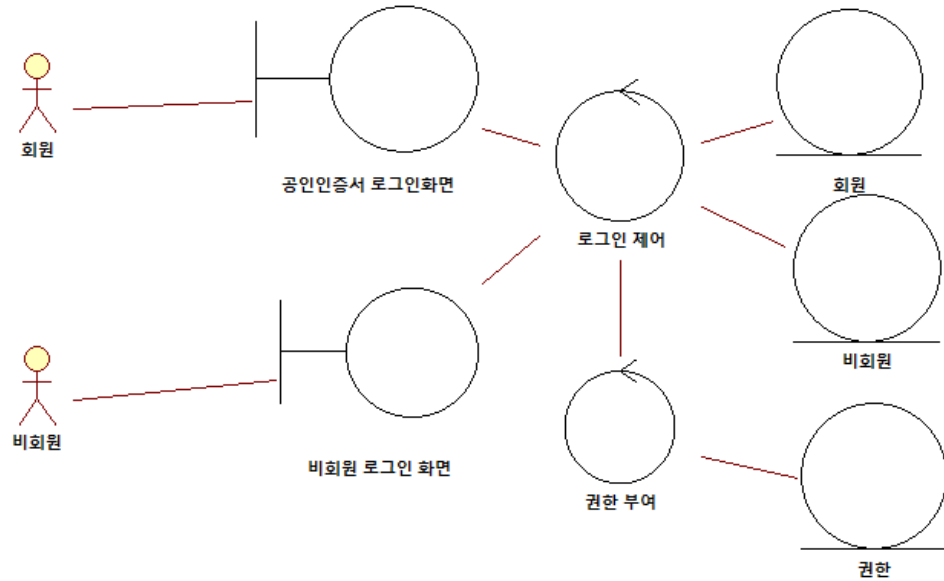 회원
공인인증서 로그인화면
로그인 제어
회원
비회원
비회원 로그인 화면
권한 부여
비회원
권한